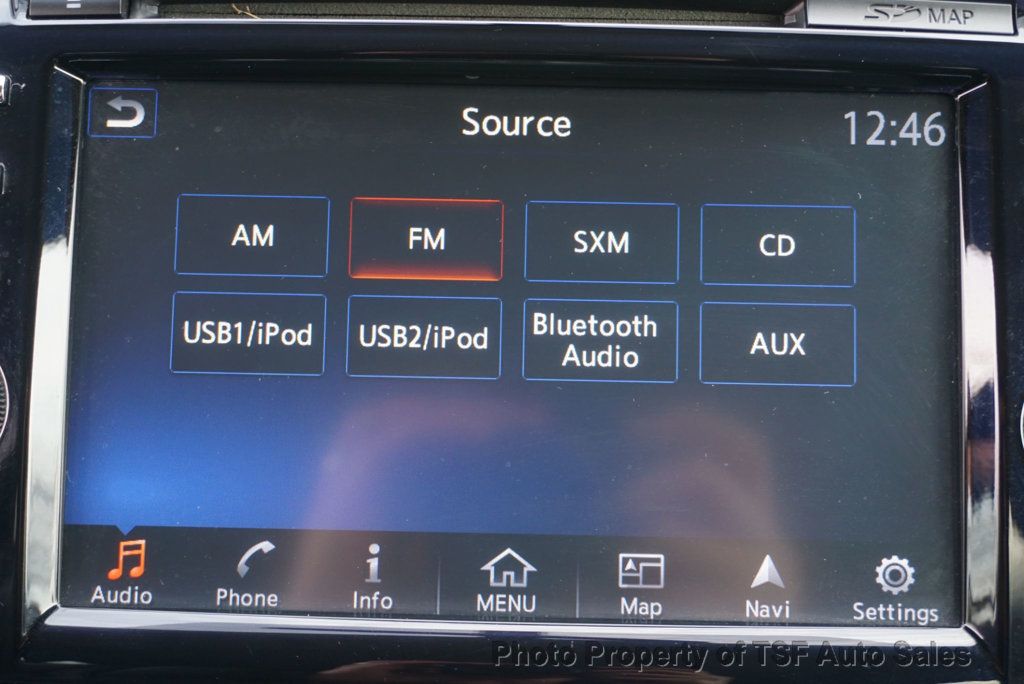 SD MAP
Source
12:46
AM FM SXM CD
USB1/iPod USB2/iPod Bluetooth Audio AUX
Audio Phone Info MENU Map Navi Settings
Photo Property of TSF Auto Sales